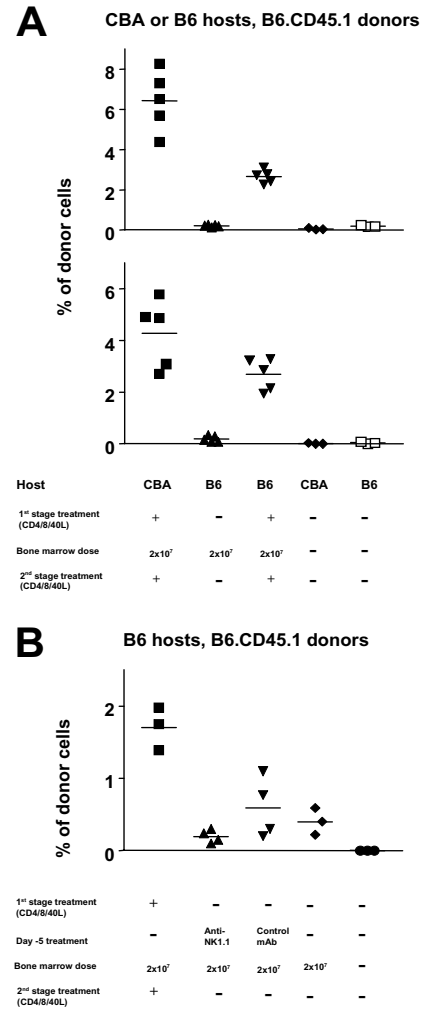 A
CBA or B6 hosts, B6.CD45.1 donors
% of donor cells
8
6
4
2
0
6
4
2
0
Host CBA B6 B6 CBA B6
1st stage treatment (CD4/8/40L) + - + - -
Bone marrow dose 2x10⁷ 2x10⁷ 2x10⁷ - -
2nd stage treatment (CD4/8/40L) + - + - -
B
B6 hosts, B6.CD45.1 donors
% of donor cells
2
1
0
1st stage treatment (CD4/8/40L) + - - - -
Day -5 treatment - Anti-NK1.1 Control mAb - -
Bone marrow dose 2x10⁷ 2x10⁷ 2x10⁷ 2x10⁷ -
2nd stage treatment (CD4/8/40L) + - - - -